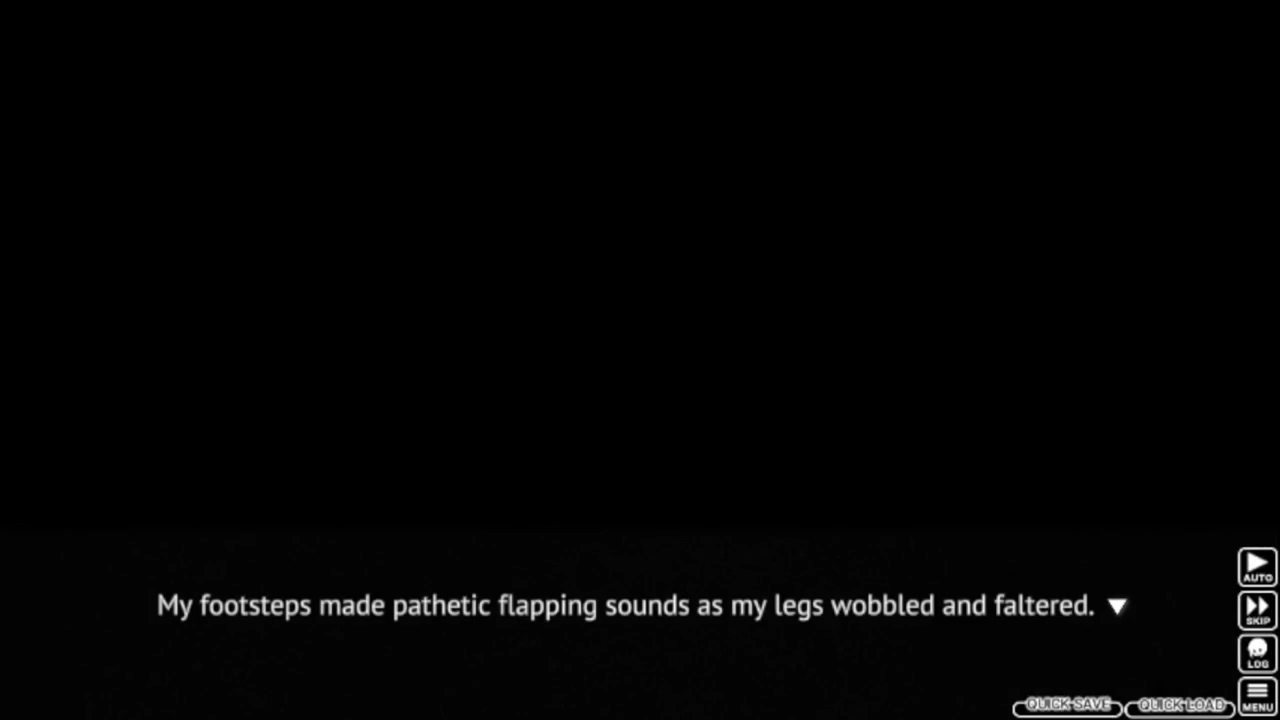 My footsteps made pathetic flapping sounds as my legs wobbled and faltered.
AUTO
SKIP
LOG
MENU
QUICK SAVE
QUICK LOAD